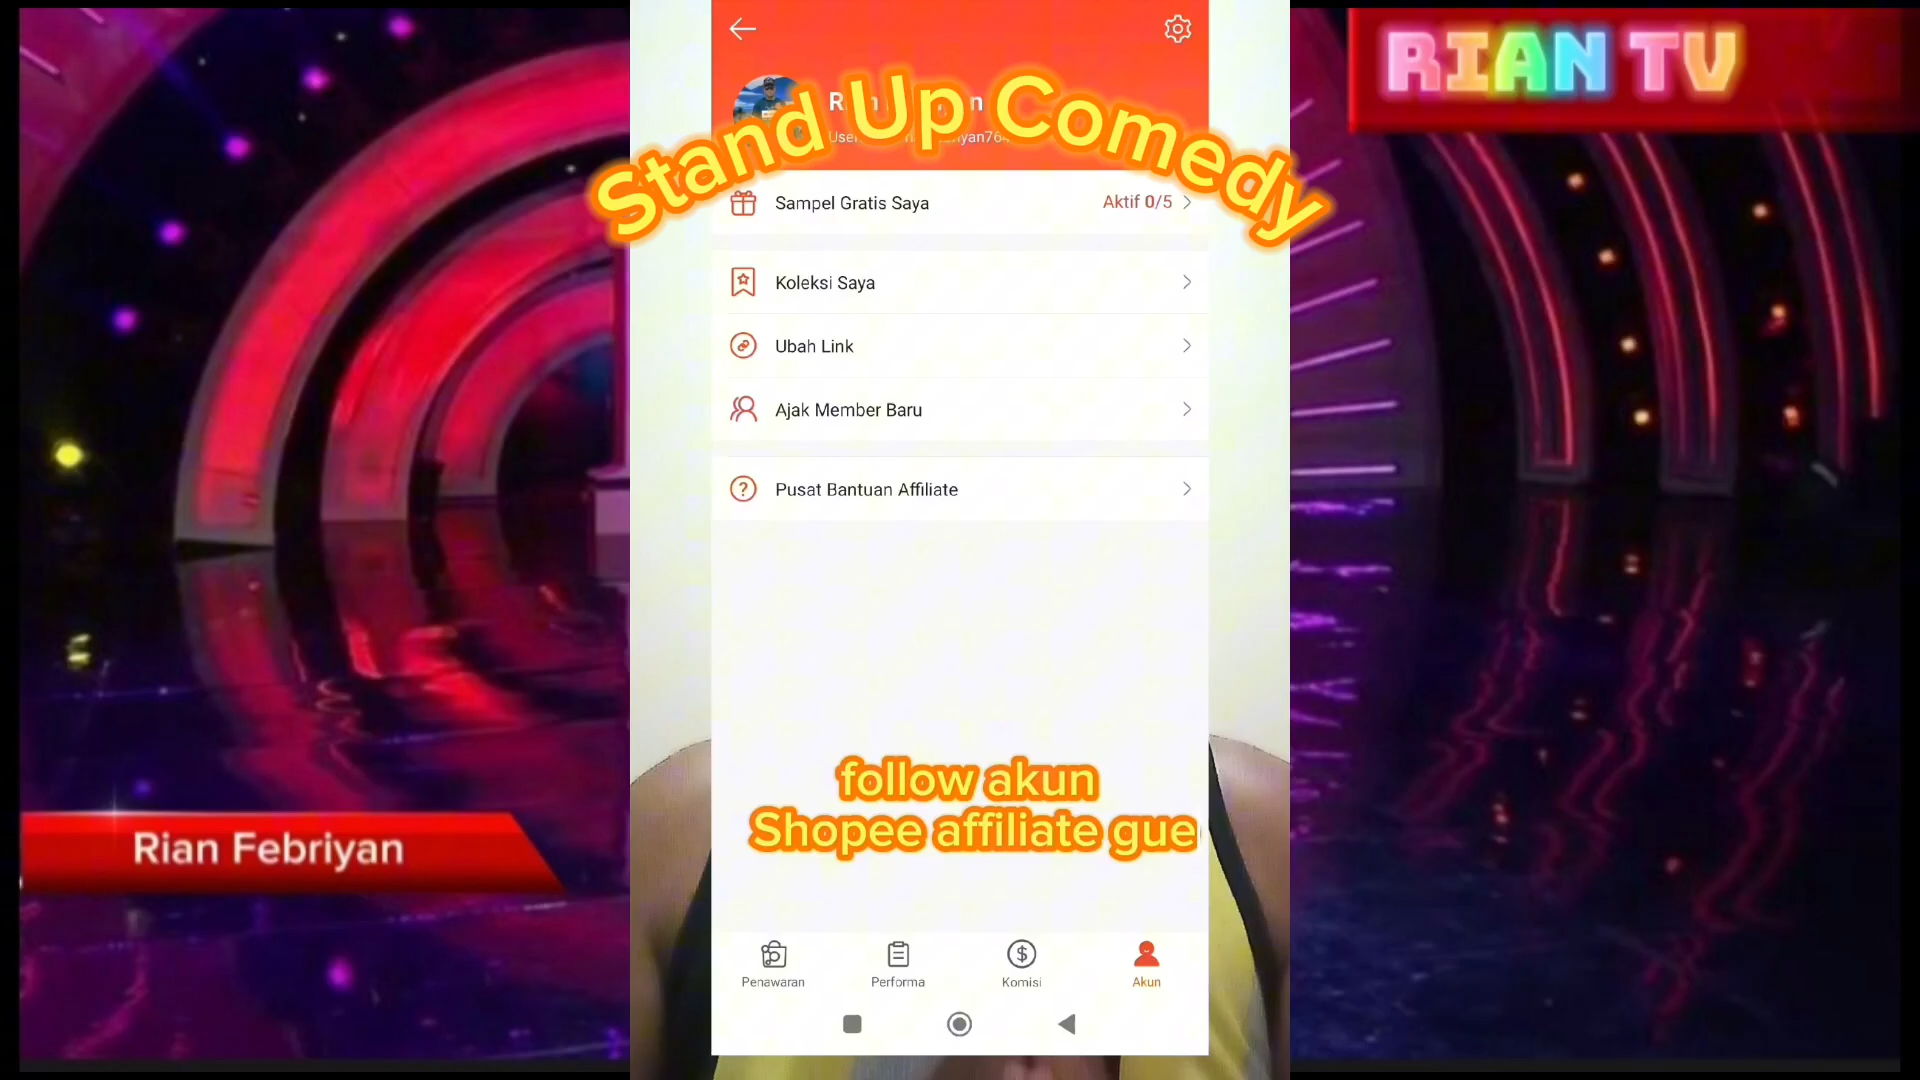 RIAN TV
Stand Up Comedy
Sampel Gratis Saya
Aktif 0/5
Koleksi Saya
Ubah Link
Ajak Member Baru
Pusat Bantuan Affiliate
follow akun
Shopee affiliate gue
Rian Febriyan
Penawaran
Performa
Komisi
Akun